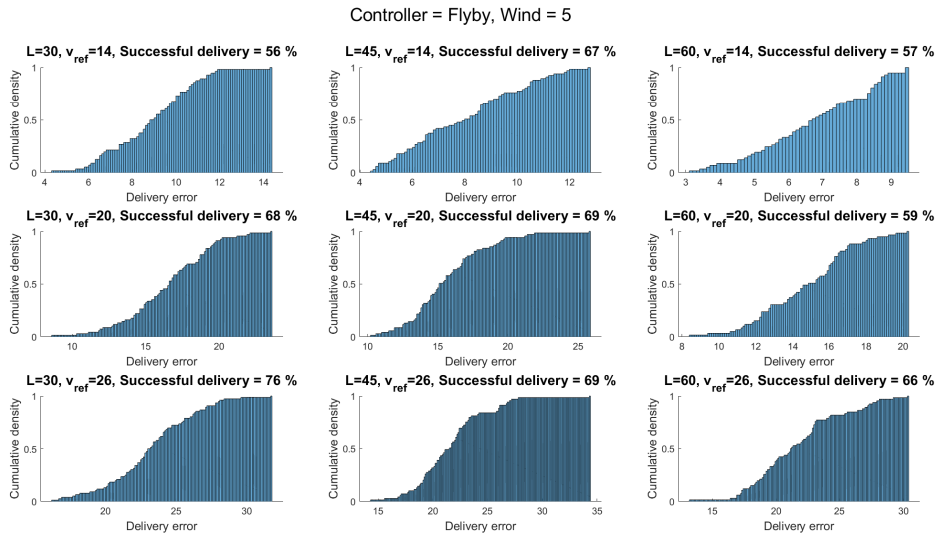 Controller = Flyby, Wind = 5
L=30, v_ref=14, Successful delivery = 56 %
Cumulative density
1
0.5
0
4 6 8 10 12 14
Delivery error
L=45, v_ref=14, Successful delivery = 67 %
Cumulative density
1
0.5
0
4 6 8 10 12
Delivery error
L=60, v_ref=14, Successful delivery = 57 %
Cumulative density
1
0.5
0
3 4 5 6 7 8 9
Delivery error
L=30, v_ref=20, Successful delivery = 68 %
Cumulative density
1
0.5
0
10 15 20
Delivery error
L=45, v_ref=20, Successful delivery = 69 %
Cumulative density
1
0.5
0
10 15 20 25
Delivery error
L=60, v_ref=20, Successful delivery = 59 %
Cumulative density
1
0.5
0
8 10 12 14 16 18 20
Delivery error
L=30, v_ref=26, Successful delivery = 76 %
Cumulative density
1
0.5
0
20 25 30
Delivery error
L=45, v_ref=26, Successful delivery = 69 %
Cumulative density
1
0.5
0
15 20 25 30 35
Delivery error
L=60, v_ref=26, Successful delivery = 66 %
Cumulative density
1
0.5
0
15 20 25 30
Delivery error